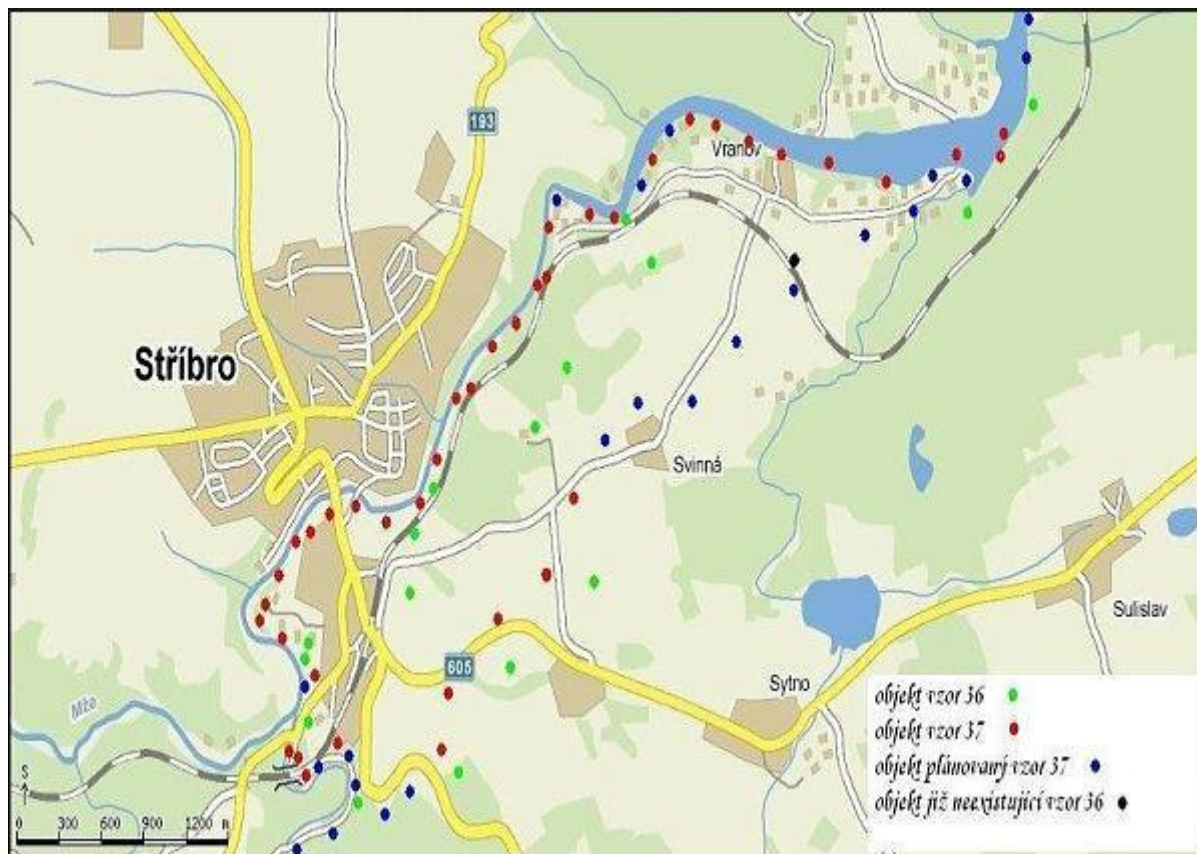 193
Vranov
Stříbro
Svinná
Sulislav
605
Sytno
Mže
objekt vzor 36
objekt vzor 37
objekt plánovaný vzor 37
objekt již neexistující vzor 36
S
0 300 600 900 1200 m